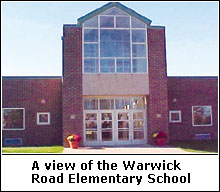 A view of the Warwick
Road Elementary School